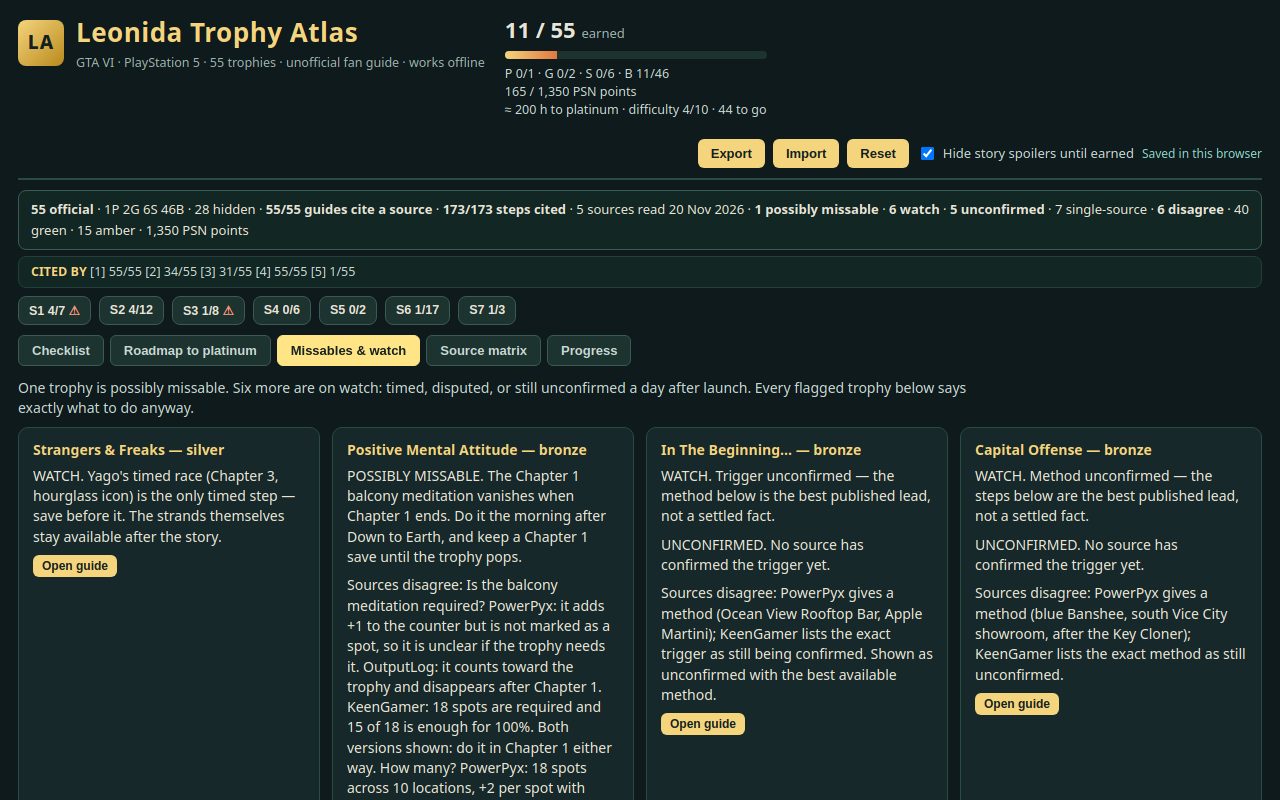 LA
Leonida Trophy Atlas
GTA VI · PlayStation 5 · 55 trophies · unofficial fan guide · works offline
11 / 55 earned
P 0/1 · G 0/2 · S 0/6 · B 11/46
165 / 1,350 PSN points
≈ 200 h to platinum · difficulty 4/10 · 44 to go
Export
Import
Reset
Hide story spoilers until earned
Saved in this browser
55 official · 1P 2G 6S 46B · 28 hidden · 55/55 guides cite a source · 173/173 steps cited · 5 sources read 20 Nov 2026 · 1 possibly missable · 6 watch · 5 unconfirmed · 7 single-source · 6 disagree · 40
green · 15 amber · 1,350 PSN points
CITED BY [1] 55/55 [2] 34/55 [3] 31/55 [4] 55/55 [5] 1/55
S1 4/7 ⚠
S2 4/12
S3 1/8 ⚠
S4 0/6
S5 0/2
S6 1/17
S7 1/3
Checklist
Roadmap to platinum
Missables & watch
Source matrix
Progress
One trophy is possibly missable. Six more are on watch: timed, disputed, or still unconfirmed a day after launch. Every flagged trophy below says
exactly what to do anyway.
Strangers & Freaks — silver
WATCH. Yago's timed race (Chapter 3,
hourglass icon) is the only timed step —
save before it. The strands themselves
stay available after the story.
Open guide
Positive Mental Attitude — bronze
POSSIBLY MISSABLE. The Chapter 1
balcony meditation vanishes when
Chapter 1 ends. Do it the morning after
Down to Earth, and keep a Chapter 1
save until the trophy pops.
Sources disagree: Is the balcony
meditation required? PowerPyx: it adds
+1 to the counter but is not marked as a
spot, so it is unclear if the trophy needs
it. OutputLog: it counts toward the
trophy and disappears after Chapter 1.
KeenGamer: 18 spots are required and
15 of 18 is enough for 100%. Both
versions shown: do it in Chapter 1 either
way. How many? PowerPyx: 18 spots
across 10 locations, +2 per spot with
In The Beginning... — bronze
WATCH. Trigger unconfirmed — the
method below is the best published lead,
not a settled fact.
UNCONFIRMED. No source has
confirmed the trigger yet.
Sources disagree: PowerPyx gives a
method (Ocean View Rooftop Bar, Apple
Martini); KeenGamer lists the exact
trigger as still being confirmed. Shown as
unconfirmed with the best available
method.
Open guide
Capital Offense — bronze
WATCH. Method unconfirmed — the
steps below are the best published lead,
not a settled fact.
UNCONFIRMED. No source has
confirmed the trigger yet.
Sources disagree: PowerPyx gives a
method (blue Banshee, south Vice City
showroom, after the Key Cloner);
KeenGamer lists the exact method as still
unconfirmed.
Open guide